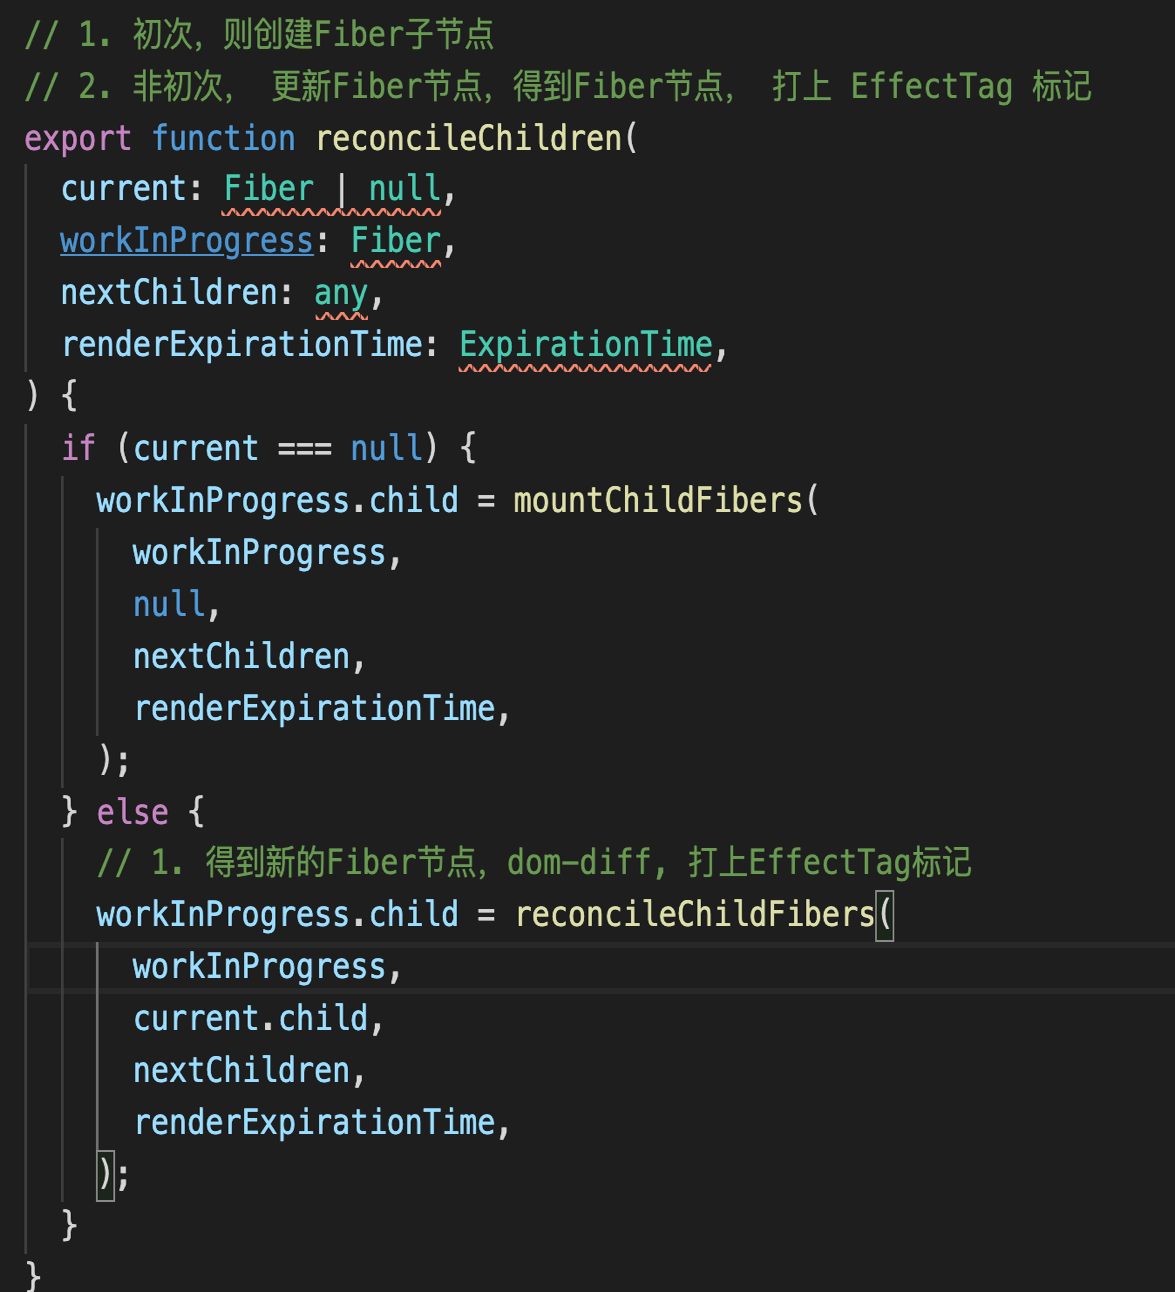 // 1. 初次，则创建Fiber子节点
// 2. 非初次， 更新Fiber节点，得到Fiber节点， 打上 EffectTag 标记
export function reconcileChildren(
  current: Fiber | null,
  workInProgress: Fiber,
  nextChildren: any,
  renderExpirationTime: ExpirationTime,
) {
  if (current === null) {
    workInProgress.child = mountChildFibers(
      workInProgress,
      null,
      nextChildren,
      renderExpirationTime,
    );
  } else {
    // 1. 得到新的Fiber节点，dom-diff, 打上EffectTag标记
    workInProgress.child = reconcileChildFibers(
      workInProgress,
      current.child,
      nextChildren,
      renderExpirationTime,
    );
  }
}